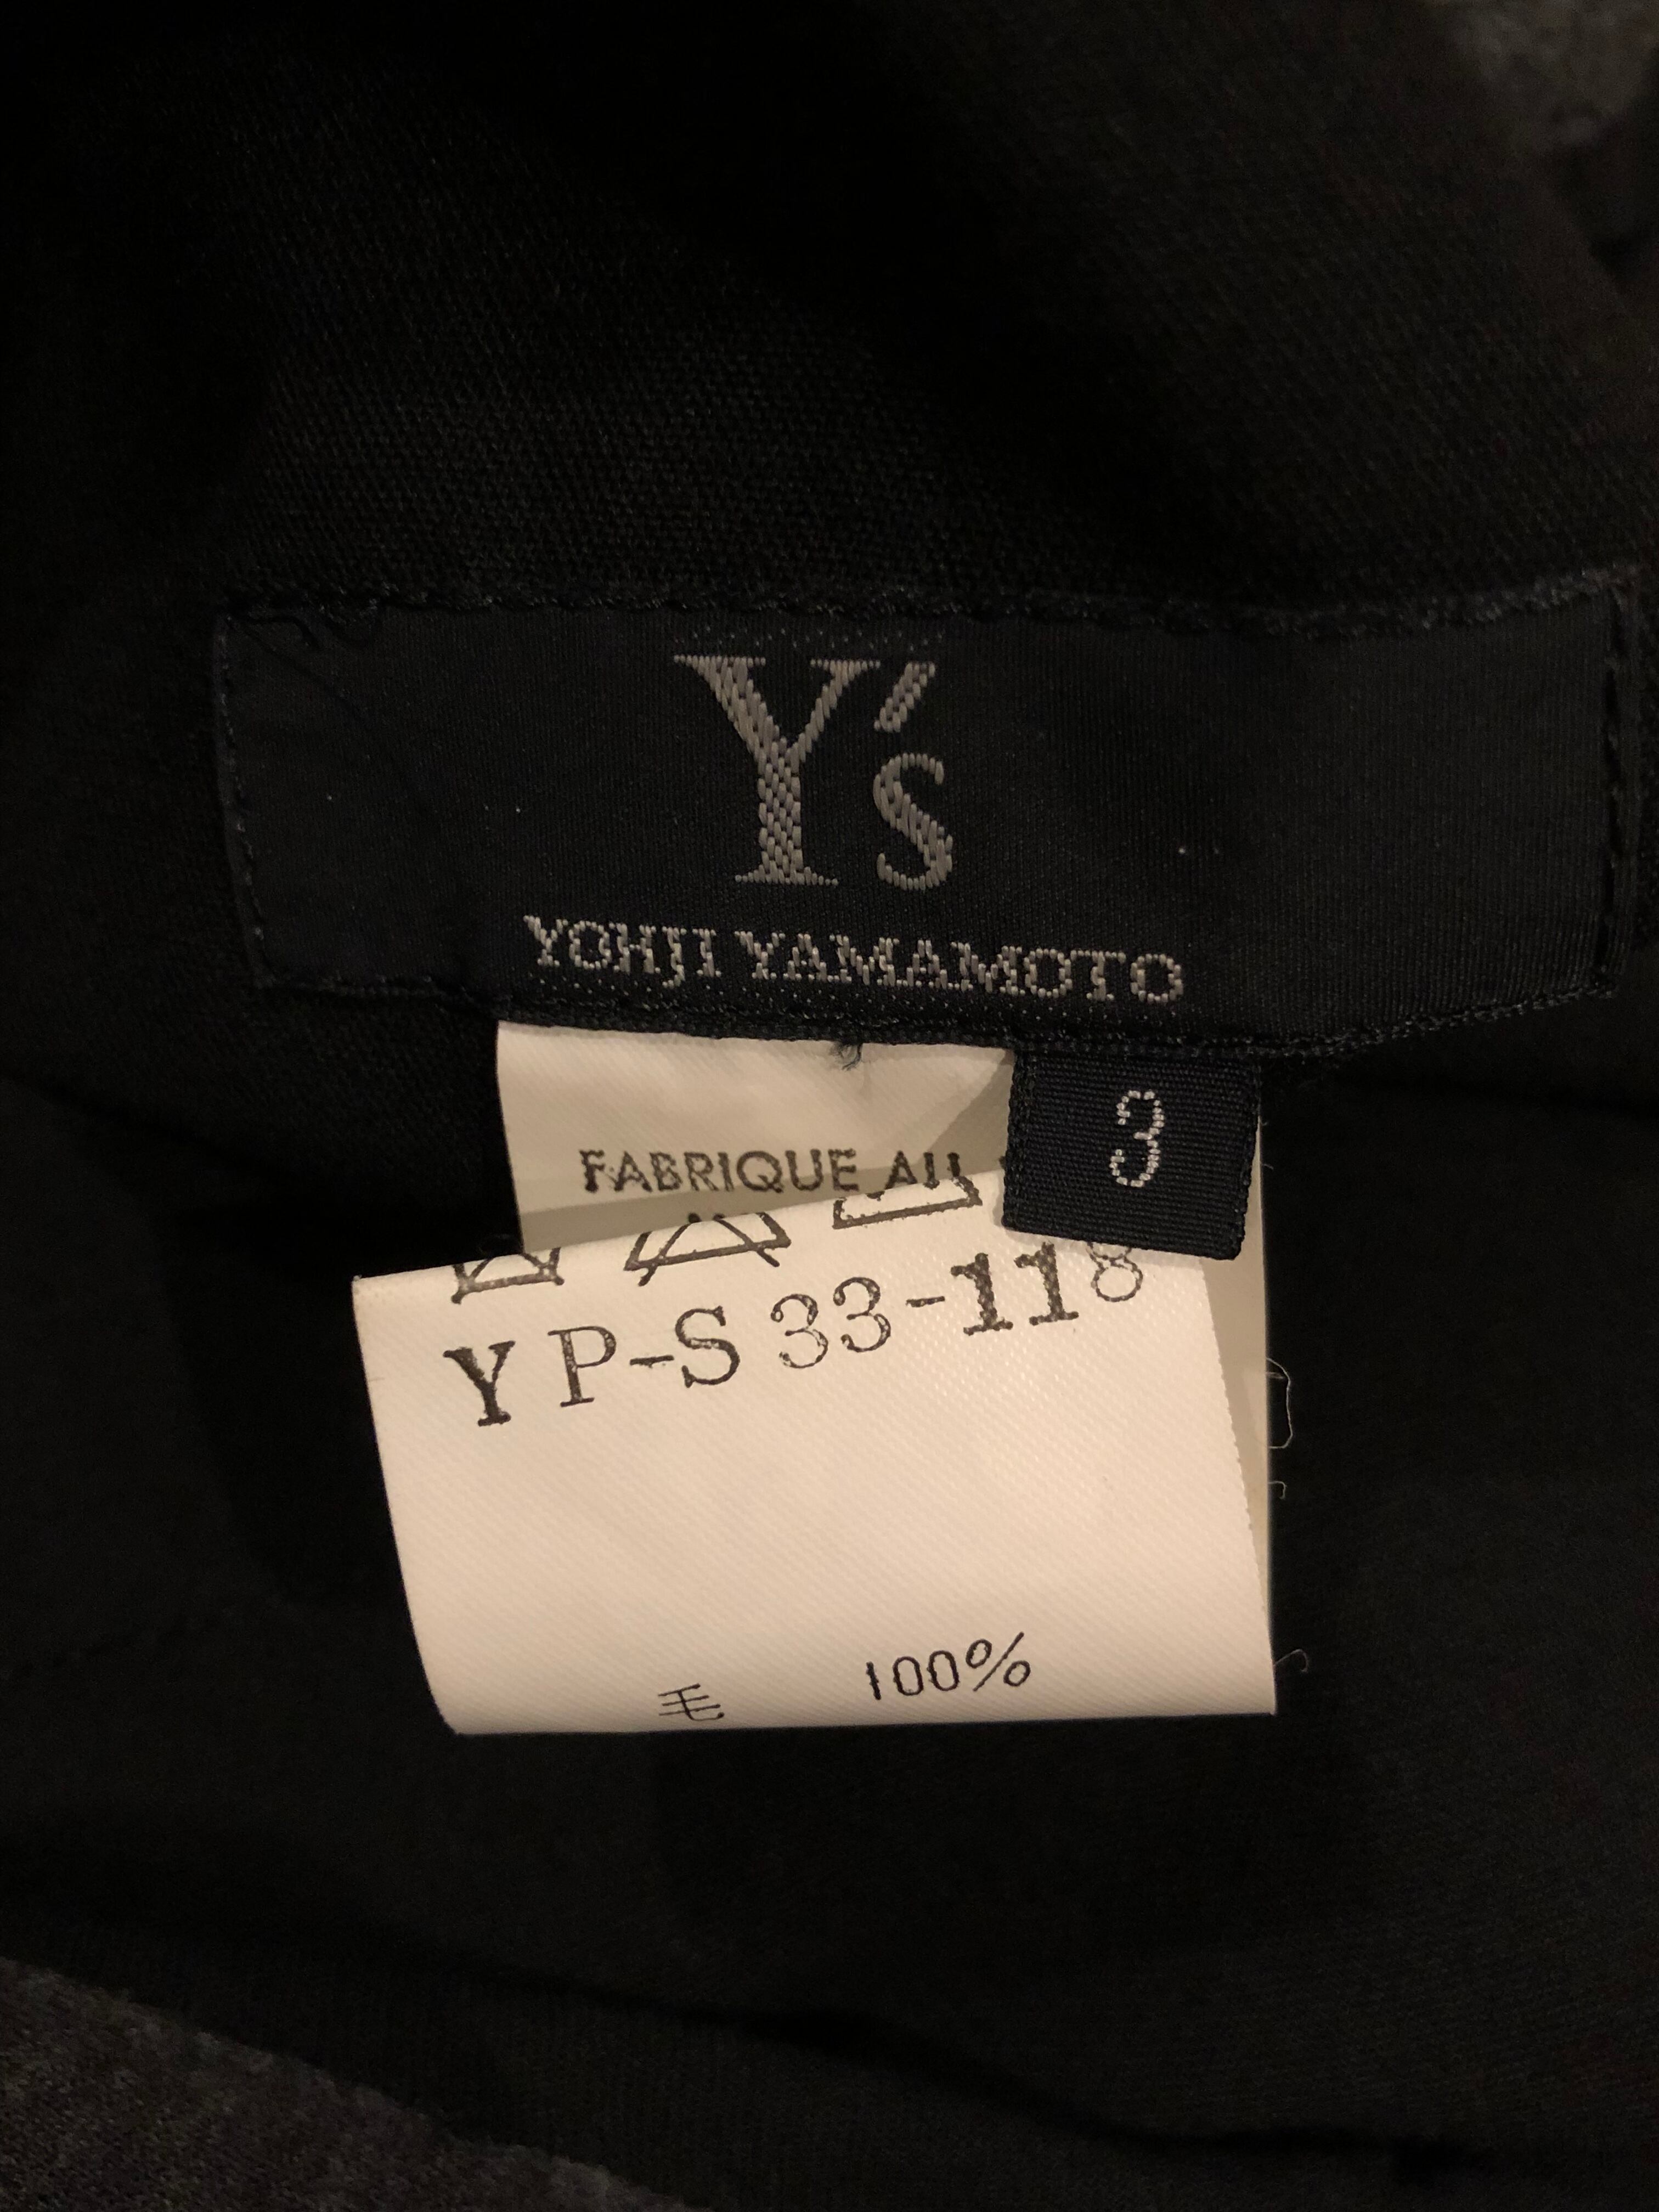 Y's
YOHJI YAMAMOTO
3
FABRIQUE AU
YP-S33-118
毛 100%